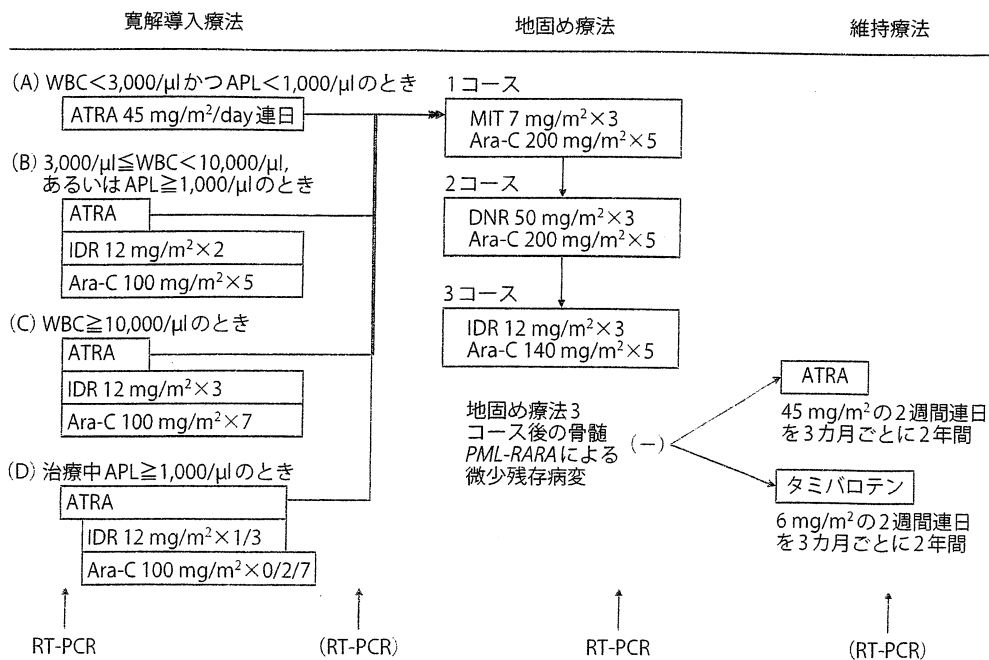 寛解導入療法
地固め療法
維持療法
(A) WBC<3,000/μlかつAPL<1,000/μlのとき
ATRA 45 mg/m²/day連日
(B) 3,000/μl≦WBC<10,000/μl,
あるいはAPL≧1,000/μlのとき
ATRA
IDR 12 mg/m²×2
Ara-C 100 mg/m²×5
(C) WBC≧10,000/μlのとき
ATRA
IDR 12 mg/m²×3
Ara-C 100 mg/m²×7
(D) 治療中APL≧1,000/μlのとき
ATRA
IDR 12 mg/m²×1/3
Ara-C 100 mg/m²×0/2/7
1コース
MIT 7 mg/m²×3
Ara-C 200 mg/m²×5
2コース
DNR 50 mg/m²×3
Ara-C 200 mg/m²×5
3コース
IDR 12 mg/m²×3
Ara-C 140 mg/m²×5
地固め療法3
コース後の骨髄
PML-RARAによる
微少残存病変
(−)
ATRA
45 mg/m²の2週間連日
を3カ月ごとに2年間
タミバロテン
6 mg/m²の2週間連日
を3カ月ごとに2年間
RT-PCR
(RT-PCR)
RT-PCR
(RT-PCR)